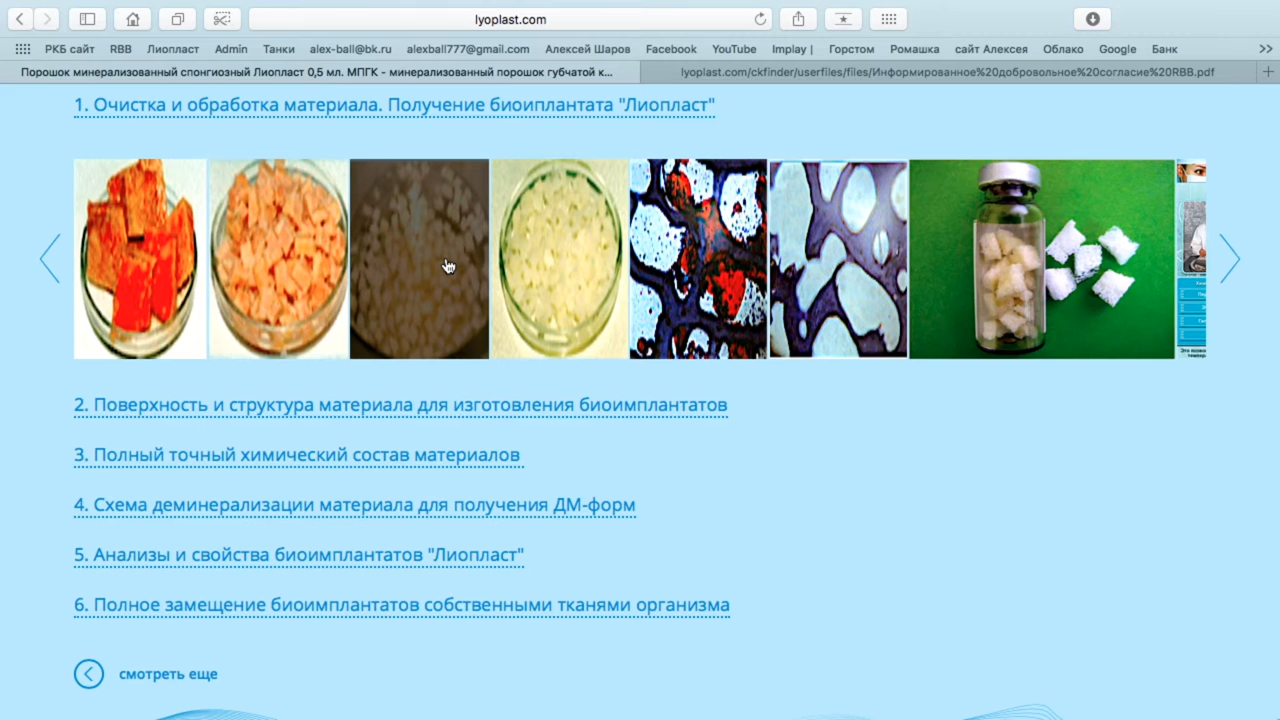 lyoplast.com
РКБ сайт RBB Лиопласт Admin Танки alex-ball@bk.ru alexball777@gmail.com Алексей Шаров Facebook YouTube Implay | Горстом Ромашка сайт Алексея Облако Google Банк >>
Порошок минерализованный спонгиозный Лиопласт 0,5 мл. МПГК - минерализованный порошок губчатой к... lyoplast.com/ckfinder/userfiles/files/Информированное%20добровольное%20согласие%20RBB.pdf
1. Очистка и обработка материала. Получение биоиплантата "Лиопласт"
2. Поверхность и структура материала для изготовления биоимплантатов
3. Полный точный химический состав материалов
4. Схема деминерализации материала для получения ДМ-форм
5. Анализы и свойства биоимплантатов "Лиопласт"
6. Полное замещение биоимплантатов собственными тканями организма
смотреть еще